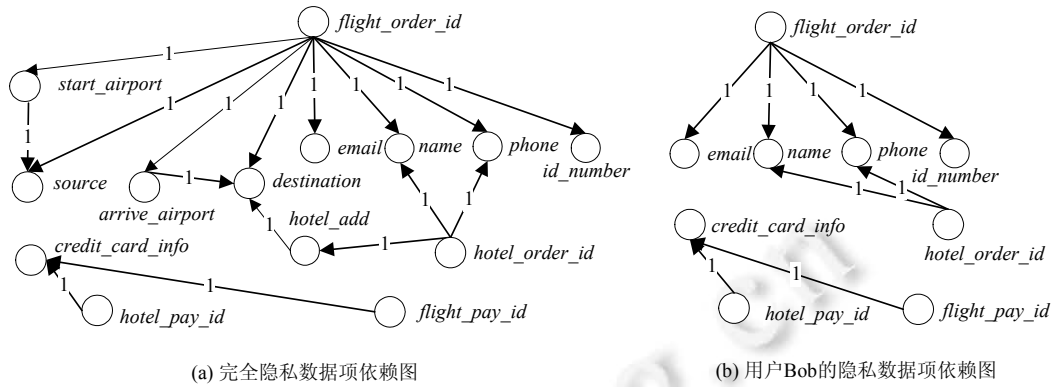 flight_order_id
1
start_airport
1
1
1
1
1
1
1
1
source
1
arrive_airport
destination
email
name
phone
id_number
1
1
1
1
hotel_add
hotel_order_id
credit_card_info
1
1
hotel_pay_id
flight_pay_id
(a) 完全隐私数据项依赖图
flight_order_id
1
1
1
1
email
name
phone
id_number
1
1
hotel_order_id
credit_card_info
1
1
hotel_pay_id
flight_pay_id
(b) 用户Bob的隐私数据项依赖图